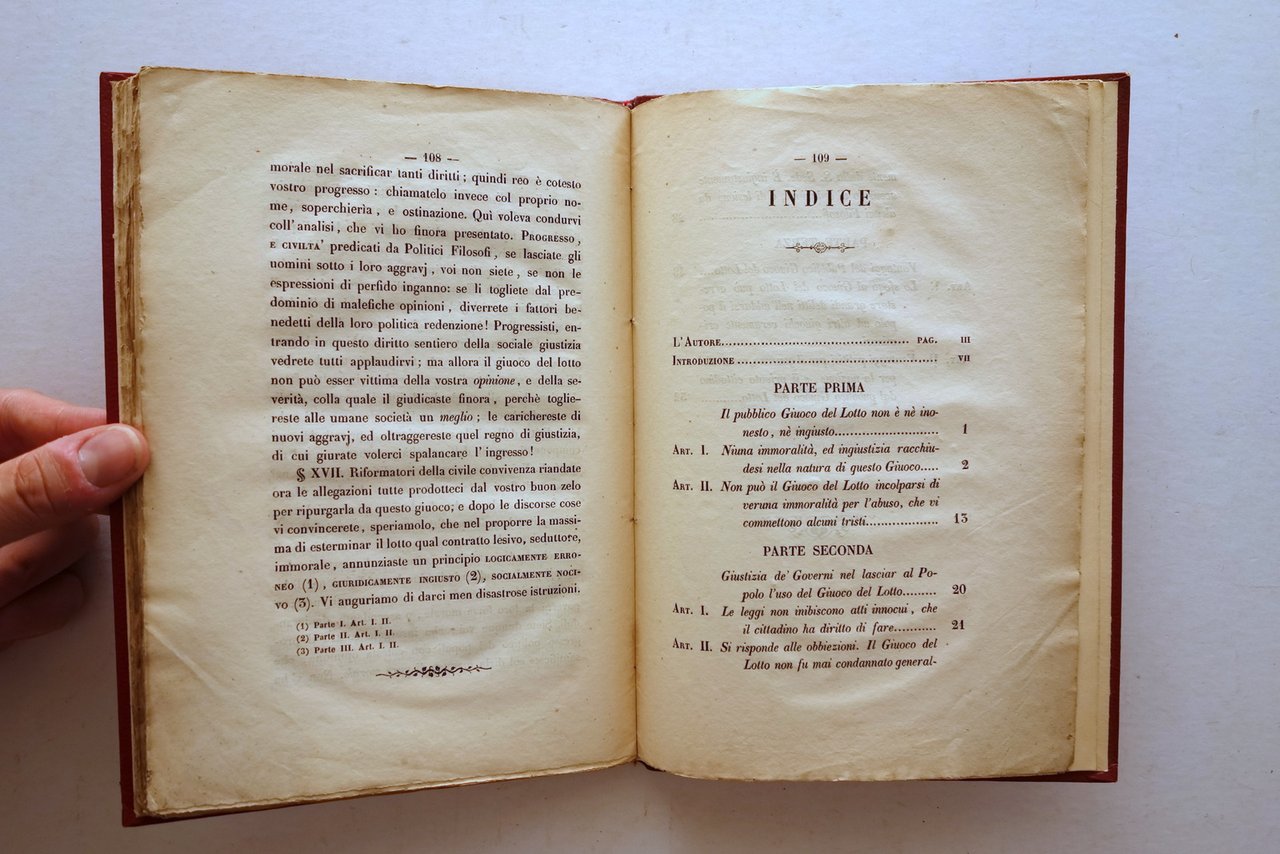 — 108 —
morale nel sacrificar tanti diritti; quindi reo è cotesto
vostro progresso: chiamatelo invece col proprio no-
me, soperchierìa, e ostinazione. Quì voleva condurvi
coll'analisi, che vi ho finora presentato. PROGRESSO,
E CIVILTA' predicati da Politici Filosofi, se lasciate gli
uomini sotto i loro aggravj, voi non siete, se non le
espressioni di perfido inganno: se li togliete dal pre-
dominio di malefiche opinioni, diverrete i fattori be-
nedetti della loro politica redenzione! Progressisti, en-
trando in questo diritto sentiero della sociale giustizia
vedrete tutti applaudirvi; ma allora il giuoco del lotto
non può esser vittima della vostra opinione, e della se-
verità, colla quale il giudicaste finora, perchè toglie-
reste alle umane società un meglio; le carichereste di
nuovi aggravj, ed oltraggereste quel regno di giustizia,
di cui giurate volerci spalancare l'ingresso!
§ XVII. Riformatori della civile convivenza riandate
ora le allegazioni tutte prodotteci dal vostro buon zelo
per ripurgarla da questo giuoco; e dopo le discorse cose
vi convincerete, speriamolo, che nel proporre la massi-
ma di esterminar il lotto qual contratto lesivo, seduttore,
immorale, annunziaste un principio LOGICAMENTE ERRO-
NEO (1), GIURIDICAMENTE INGIUSTO (2), SOCIALMENTE NOCI-
VO (3). Vi auguriamo di darci men disastrose istruzioni.
(1) Parte I. Art. I. II.
(2) Parte II. Art. I. II.
(3) Parte III. Art. I. II.
— 109 —
INDICE
L'AUTORE.......................................... PAG. III
INTRODUZIONE ............................................. VII
PARTE PRIMA
Il pubblico Giuoco del Lotto non è nè ino-
nesto, nè ingiusto......................... 1
ART. I. Niuna immoralità, ed ingiustizia racchiu-
desi nella natura di questo Giuoco..... 2
ART. II. Non può il Giuoco del Lotto incolparsi di
veruna immoralità per l'abuso, che vi
commettono alcuni tristi.................. 13
PARTE SECONDA
Giustizia de' Governi nel lasciar al Po-
polo l'uso del Giuoco del Lotto......... 20
ART. I. Le leggi non inibiscono atti innocui, che
il cittadino ha diritto di fare........... 21
ART. II. Si risponde alle obbiezioni. Il Giuoco del
Lotto non fu mai condannato general-